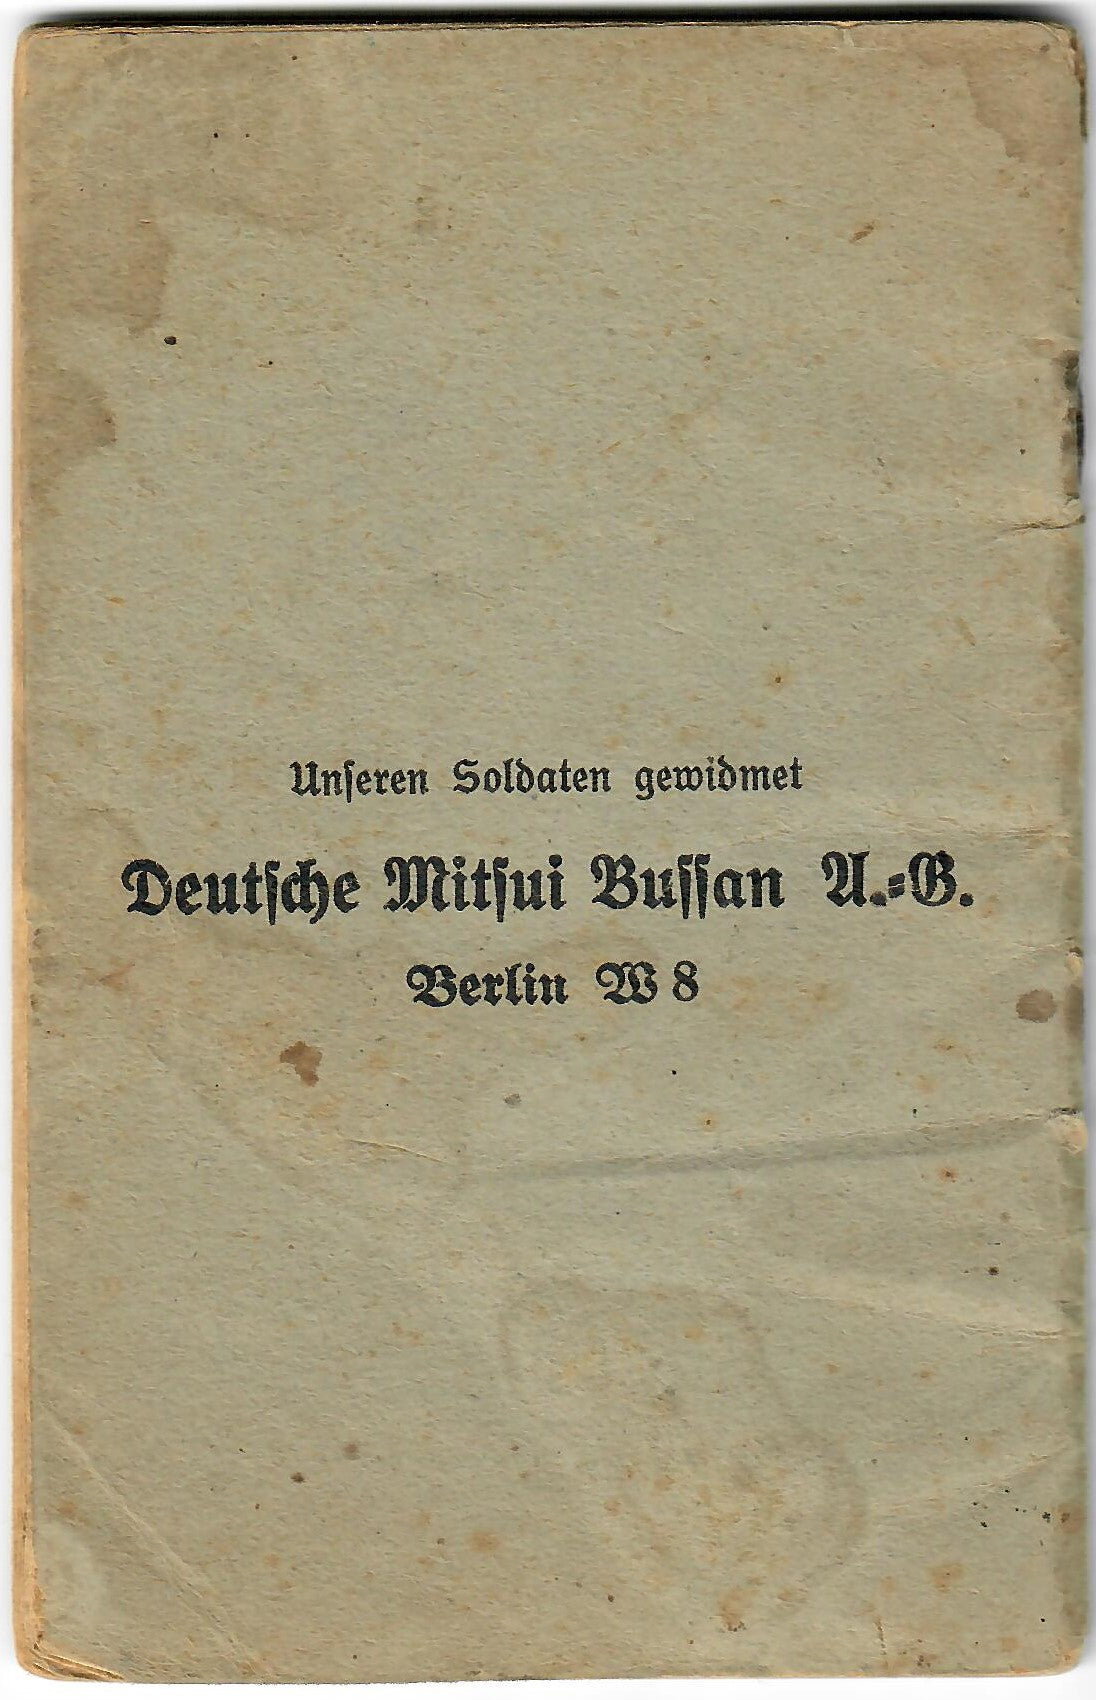 Unseren Soldaten gewidmet
Deutsche Mitsui Bussan A.-G.
Berlin W 8